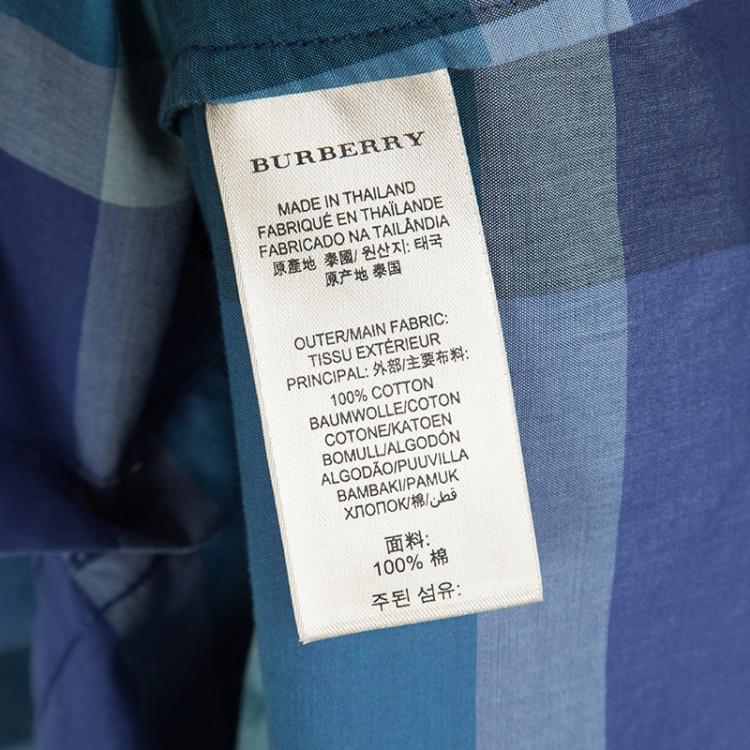 BURBERRY
MADE IN THAILAND
FABRIQUÉ EN THAÏLANDE
FABRICADO NA TAILÂNDIA
原產地 泰國/ 원산지: 태국
原产地 泰国
OUTER/MAIN FABRIC:
TISSU EXTÉRIEUR
PRINCIPAL: 外部/主要布料:
100% COTTON
BAUMWOLLE/COTON
COTONE/KATOEN
BOMULL/ALGODÓN
ALGODÃO/PUUVILLA
BAMBAKI/PAMUK
ХЛОПОК/棉/قطن
面料:
100% 棉
주된 섬유: